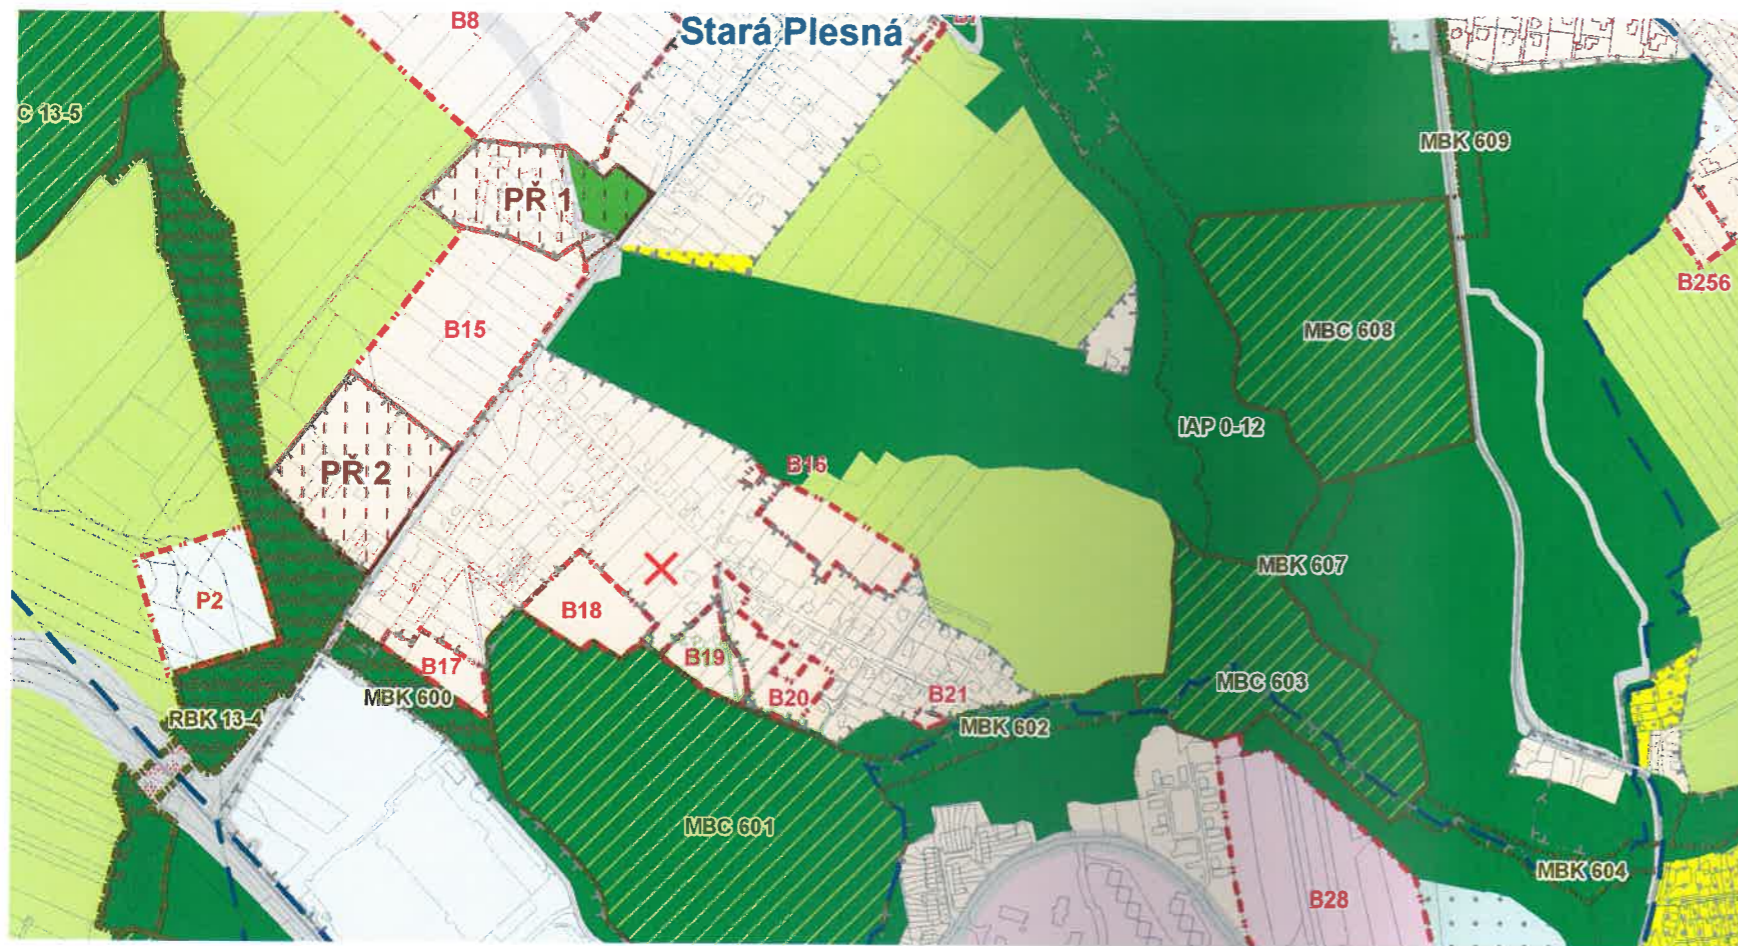 B8
Stará Plesná
C 13-5
MBK 609
PŘ 1
B256
B15
MBC 608
IAP 0-12
B16
PŘ 2
MBK 607
P2
B18
B19
B17
MBC 603
B20
B21
MBK 600
RBK 13-4
MBK 602
MBC 601
MBK 604
B28